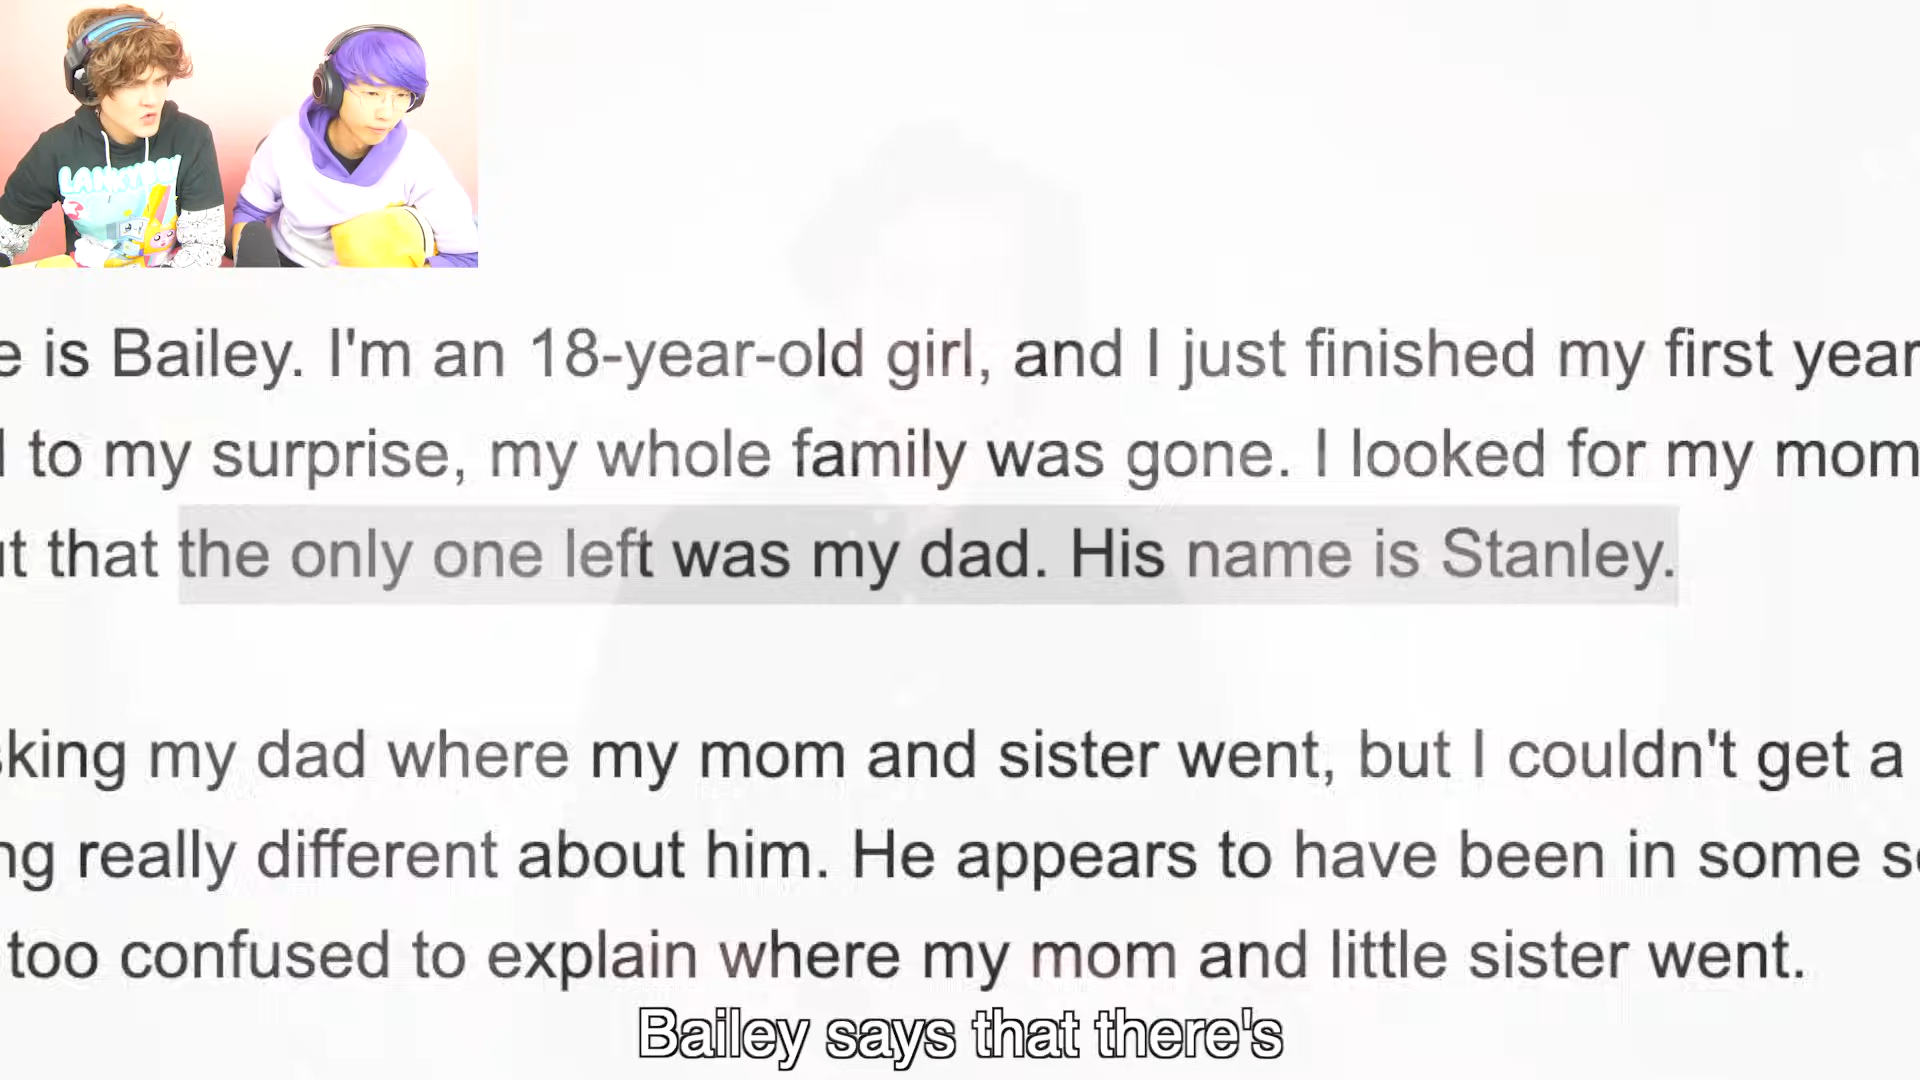 LANKYBOX
e is Bailey. I'm an 18-year-old girl, and I just finished my first year
to my surprise, my whole family was gone. I looked for my mom
that the only one left was my dad. His name is Stanley.
king my dad where my mom and sister went, but I couldn't get a
ng really different about him. He appears to have been in some
too confused to explain where my mom and little sister went.
Bailey says that there's